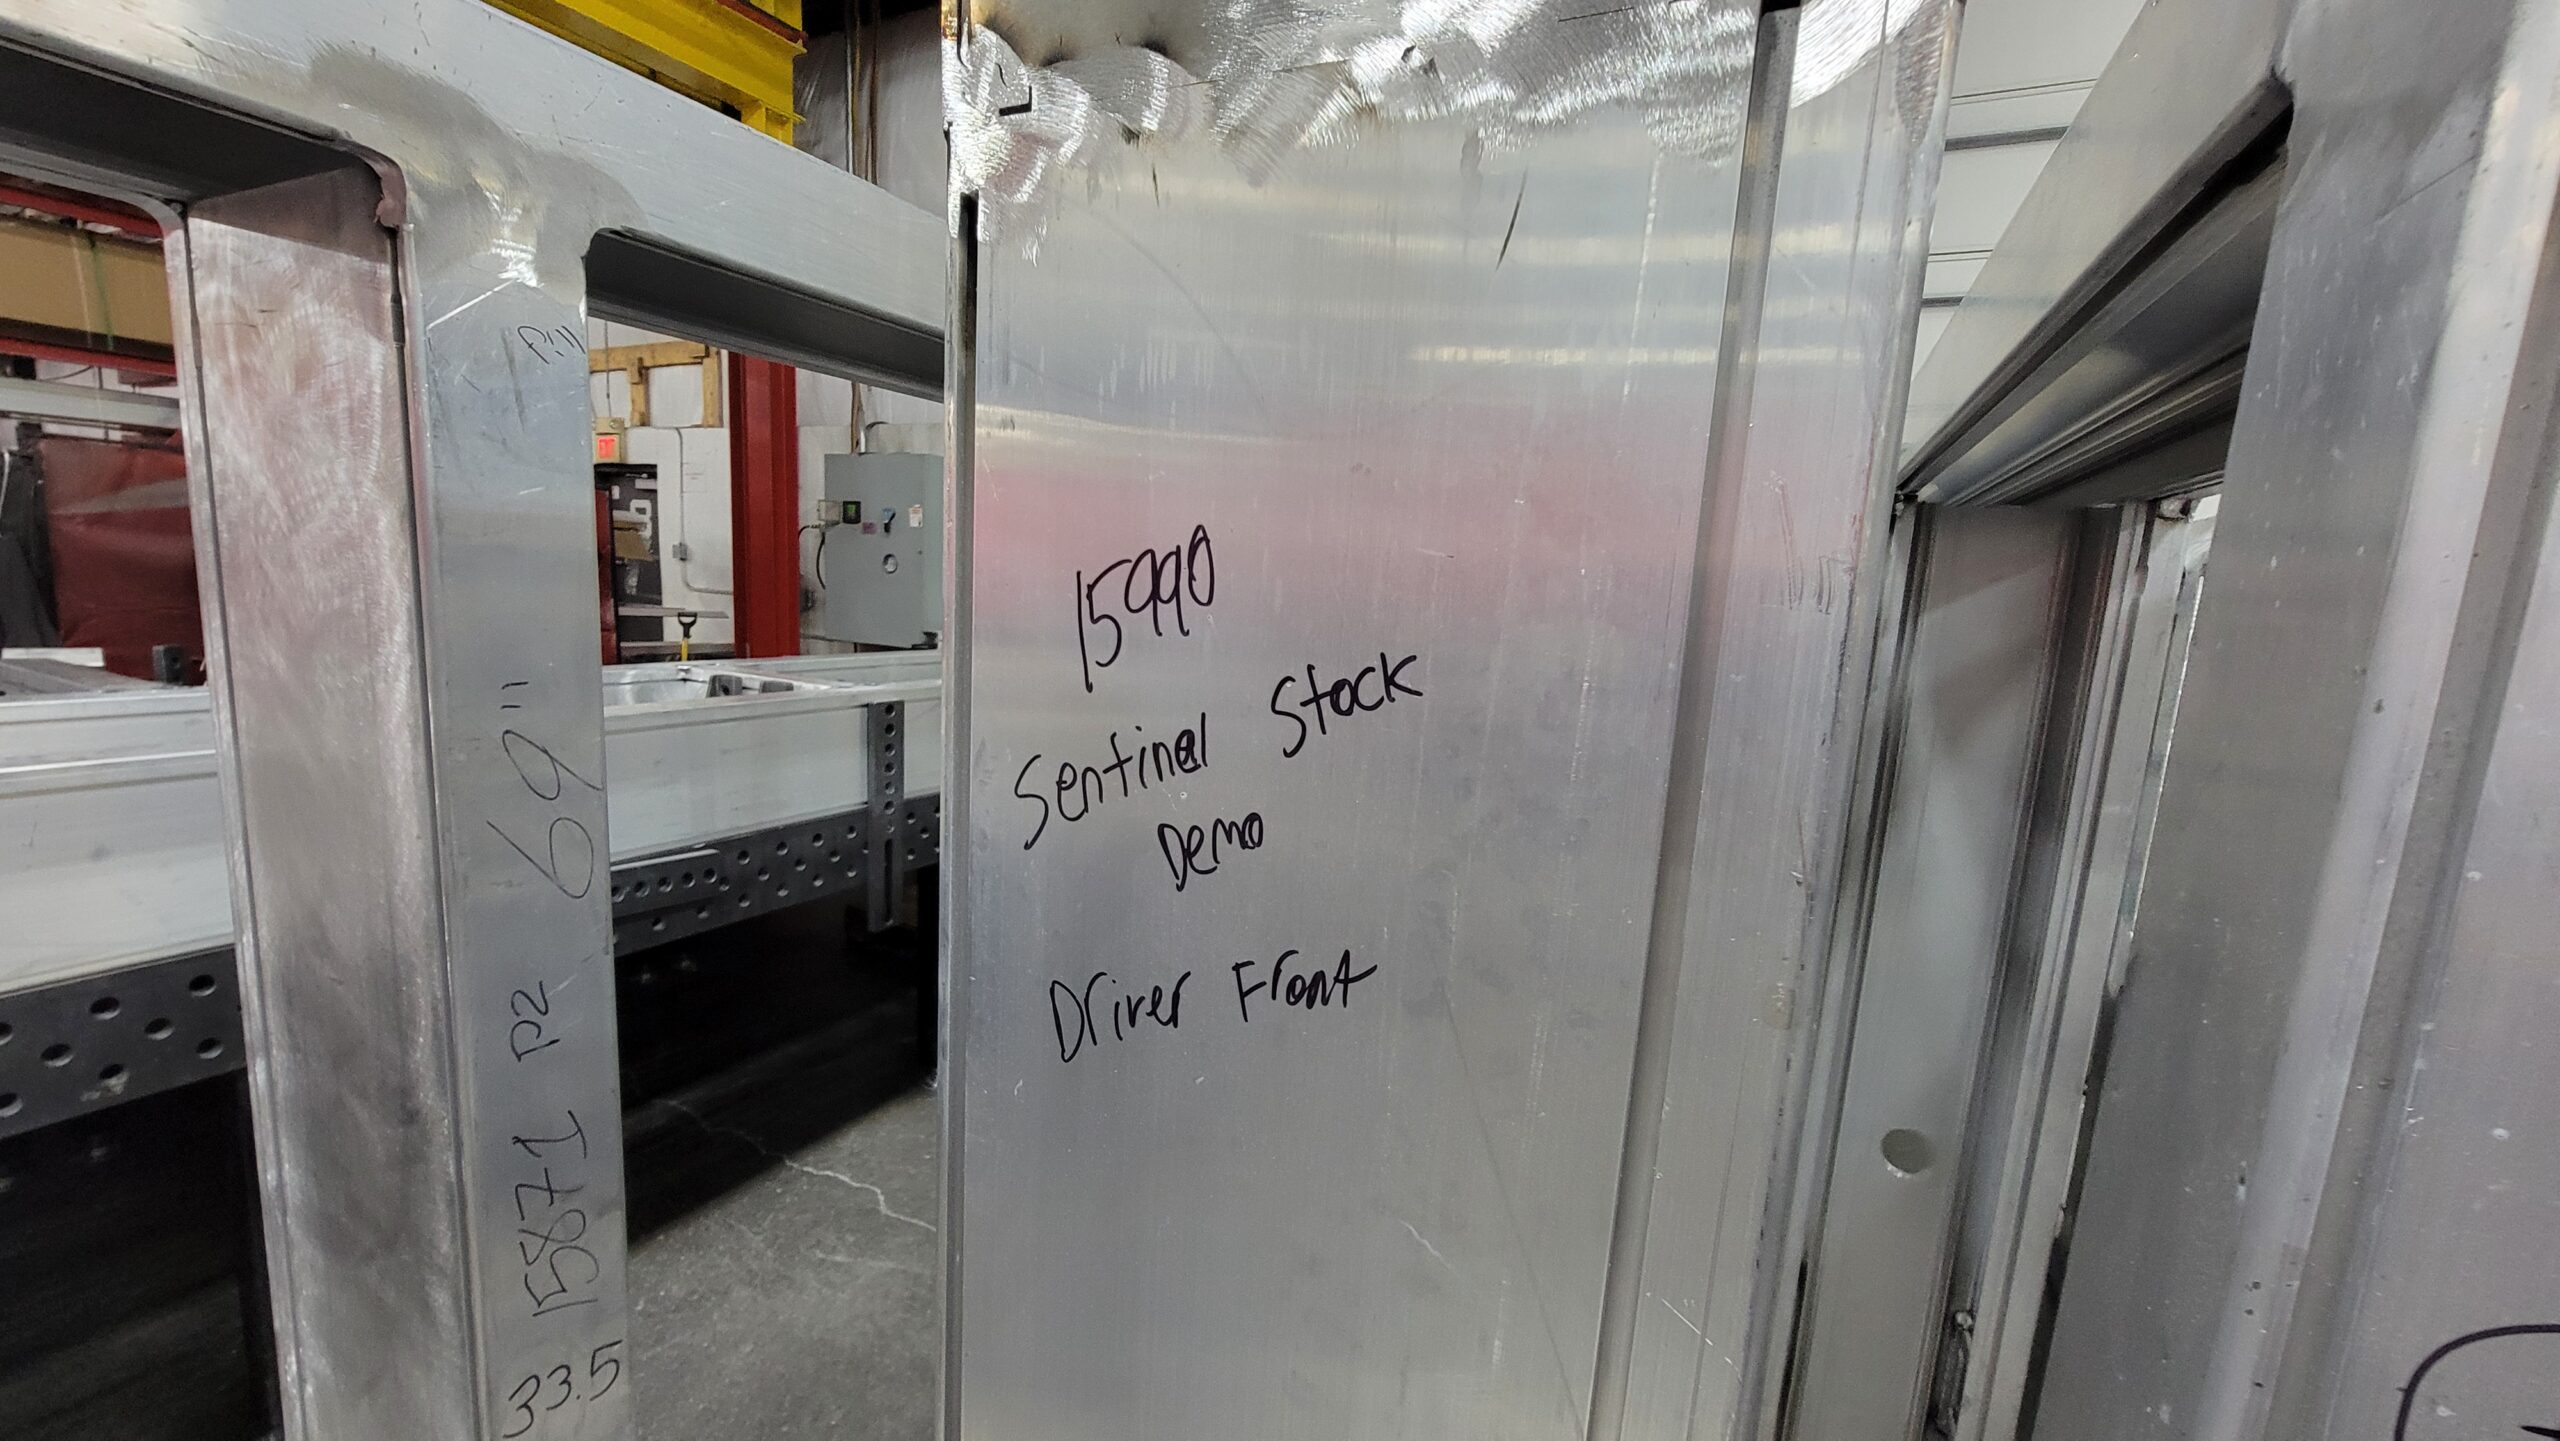 69"
P2
15871
33.5
15990
Sentinel Stock
Demo
Driver Front